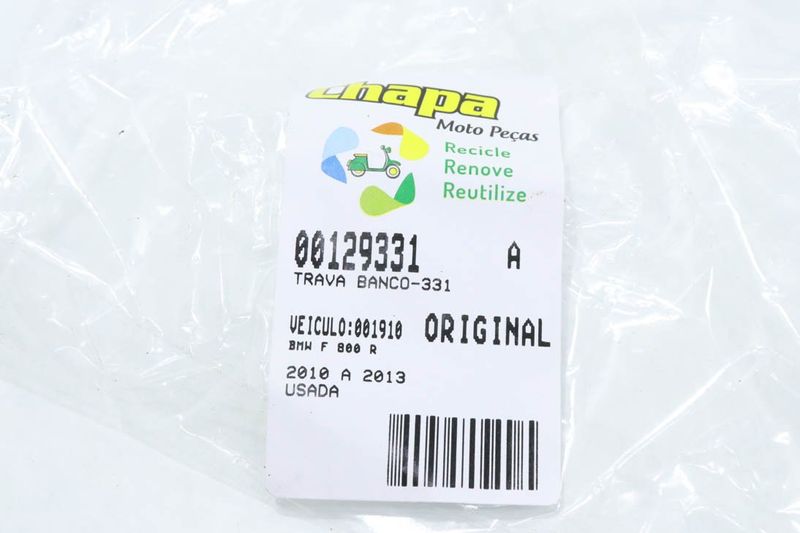 Chapa
Moto Peças
Recicle
Renove
Reutilize
00129331 A
TRAVA BANCO-331
VEICULO:001910 ORIGINAL
BMW F 800 R
2010 A 2013
USADA